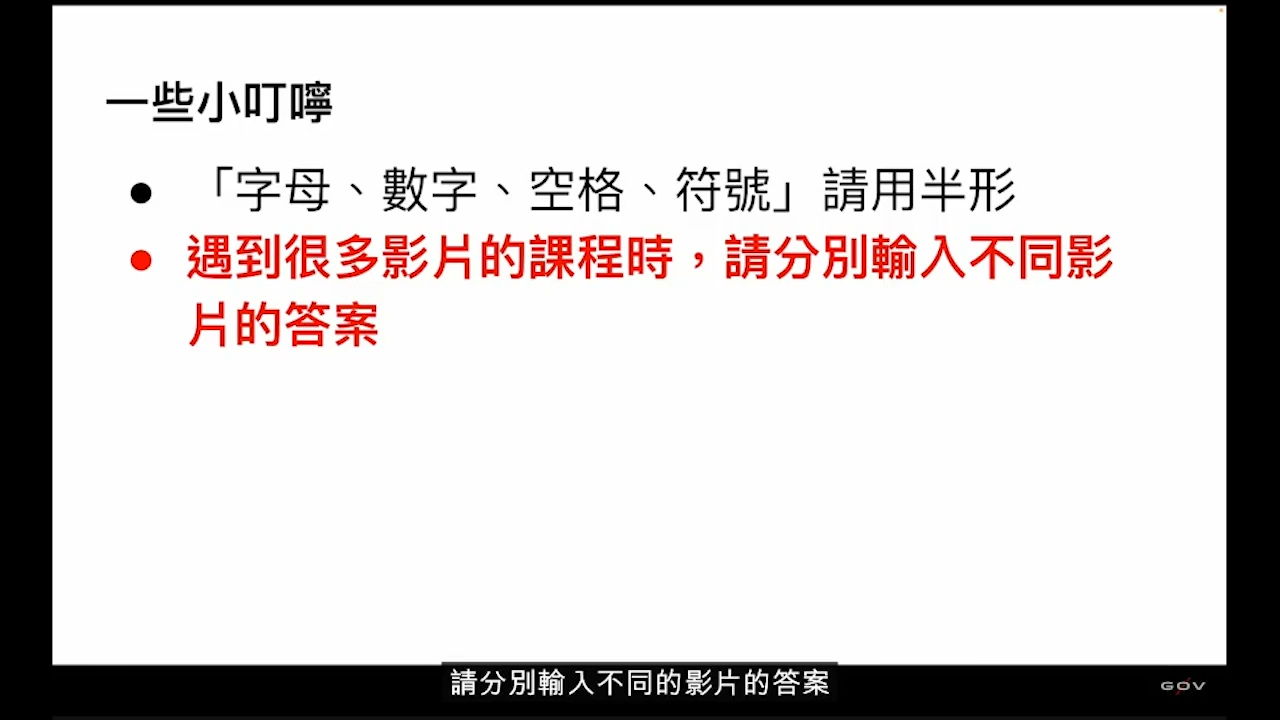 一些小叮嚀
● 「字母、數字、空格、符號」請用半形
● 遇到很多影片的課程時，請分別輸入不同影
片的答案
請分別輸入不同的影片的答案
GOV